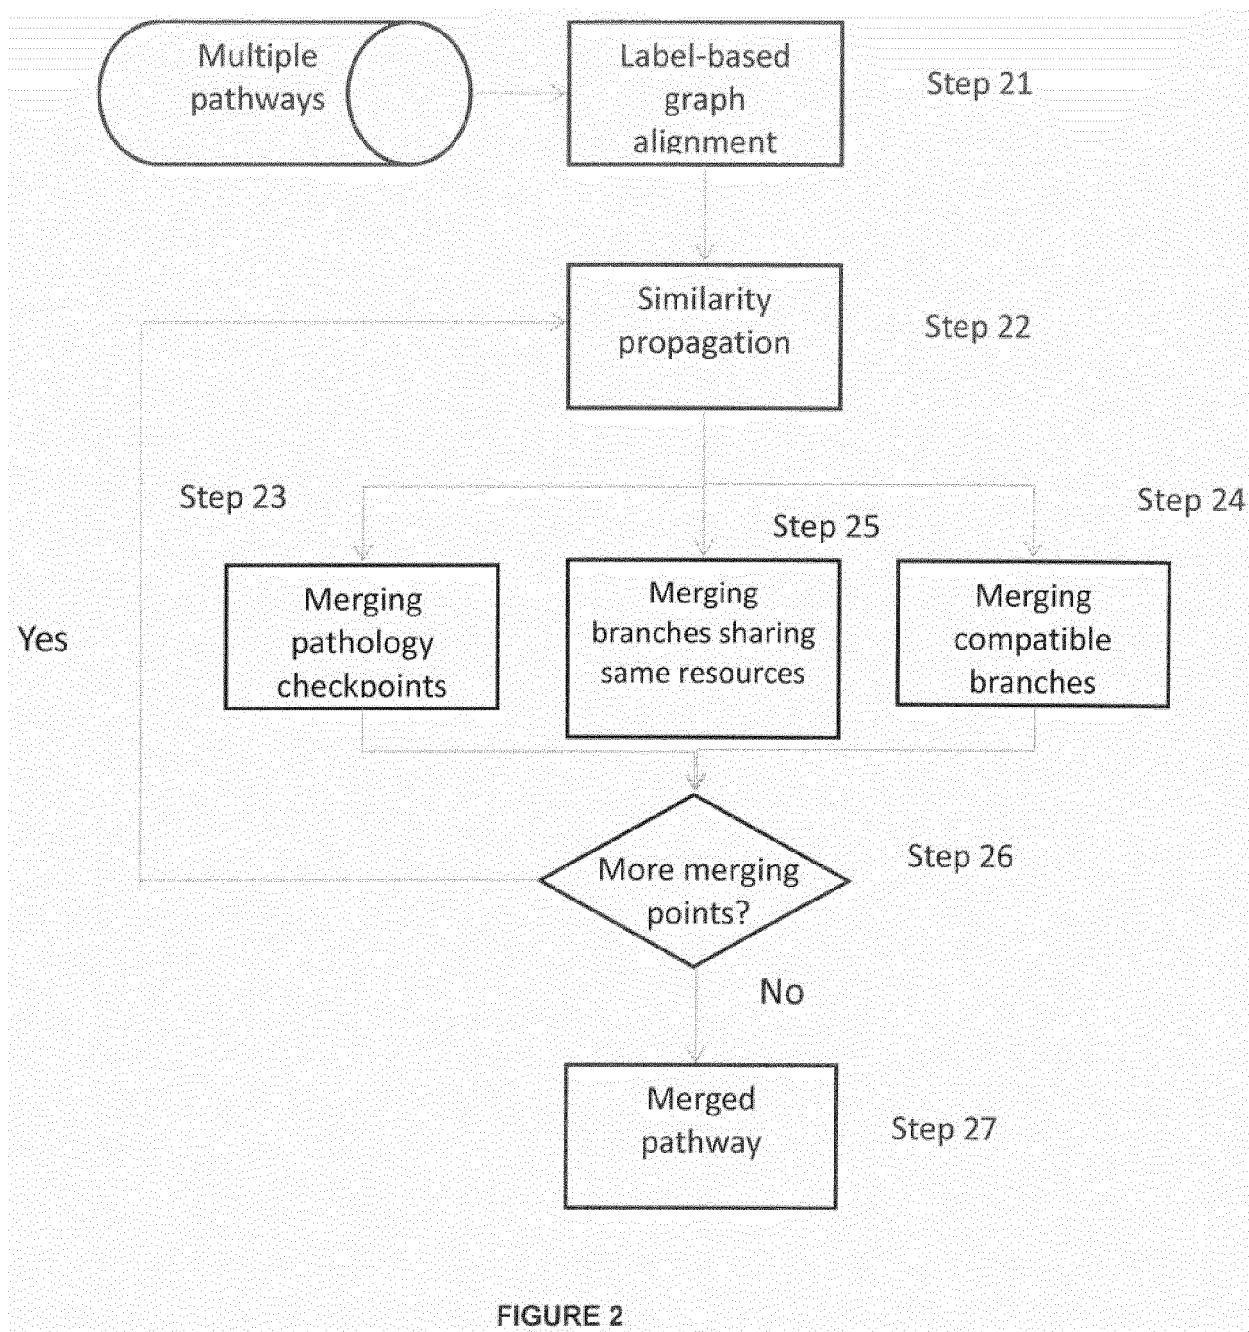 Multiple
pathways
Label-based
graph
alignment
Step 21
Similarity
propagation
Step 22
Step 23
Step 25
Step 24
Merging
pathology
checkpoints
Merging
branches sharing
same resources
Merging
compatible
branches
Yes
More merging
points?
Step 26
No
Merged
pathway
Step 27
FIGURE 2